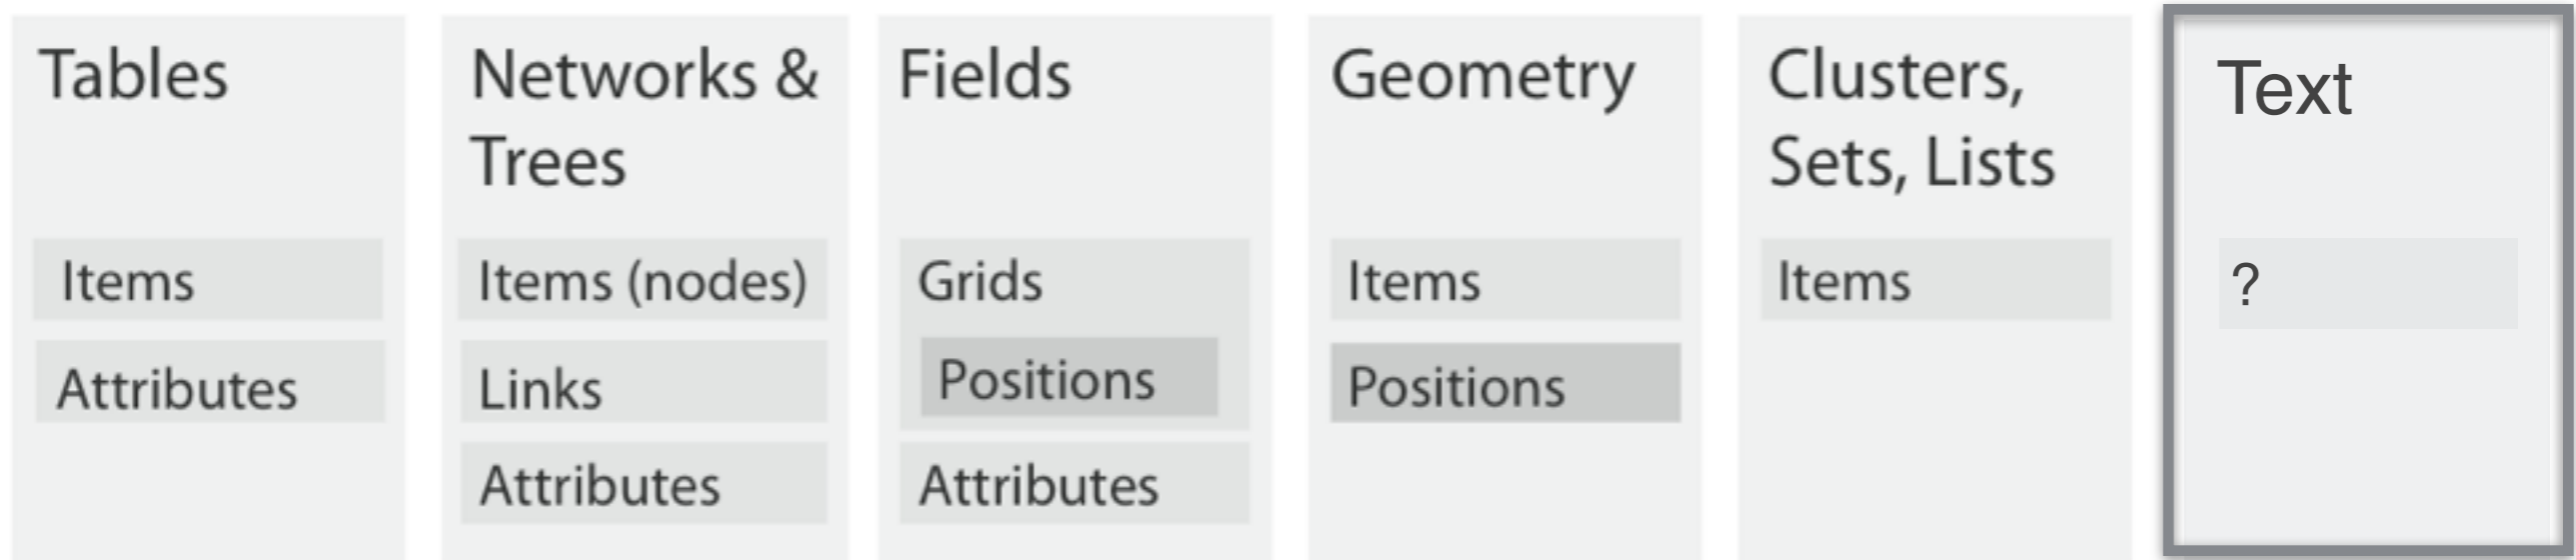 Tables
Items
Attributes
Networks &
Trees
Items (nodes)
Links
Attributes
Fields
Grids
Positions
Attributes
Geometry
Items
Positions
Clusters,
Sets, Lists
Items
Text
?